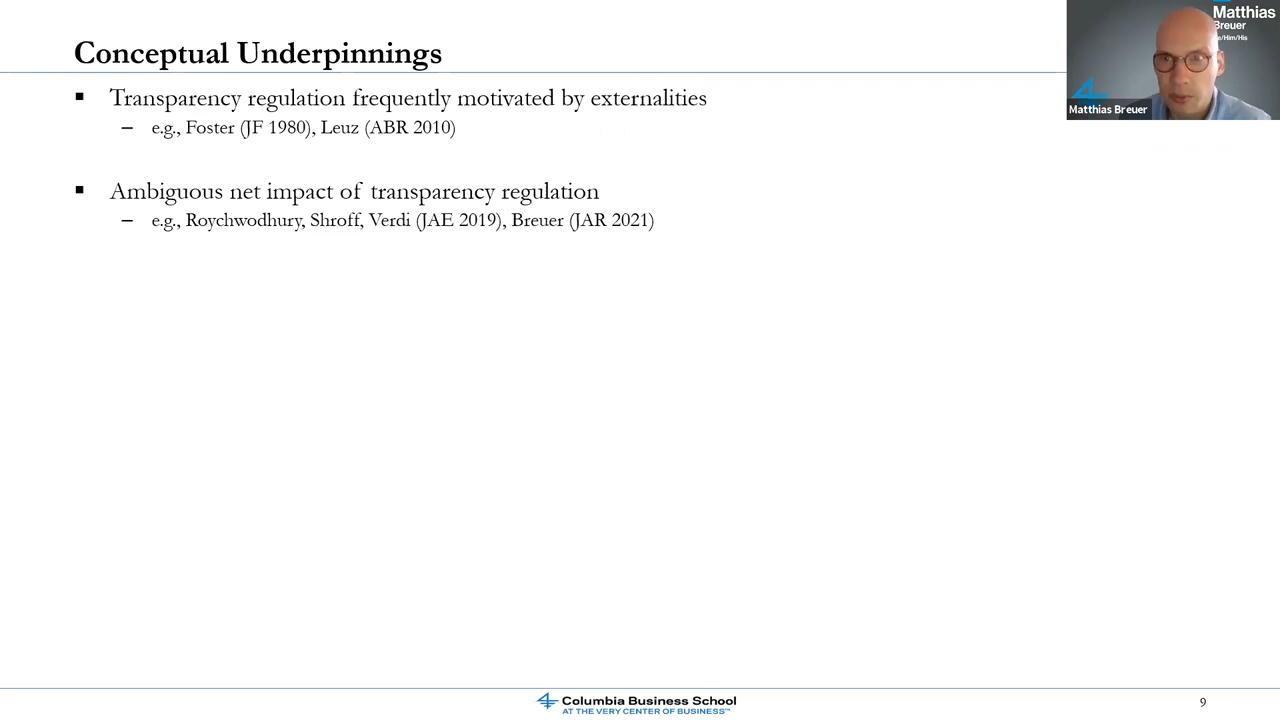 Conceptual Underpinnings
Transparency regulation frequently motivated by externalities
– e.g., Foster (JF 1980), Leuz (ABR 2010)
Ambiguous net impact of transparency regulation
– e.g., Roychwodhury, Shroff, Verdi (JAE 2019), Breuer (JAR 2021)
Matthias
Breuer
e/Him/His
Matthias Breuer
Columbia Business School
AT THE VERY CENTER OF BUSINESS™
9